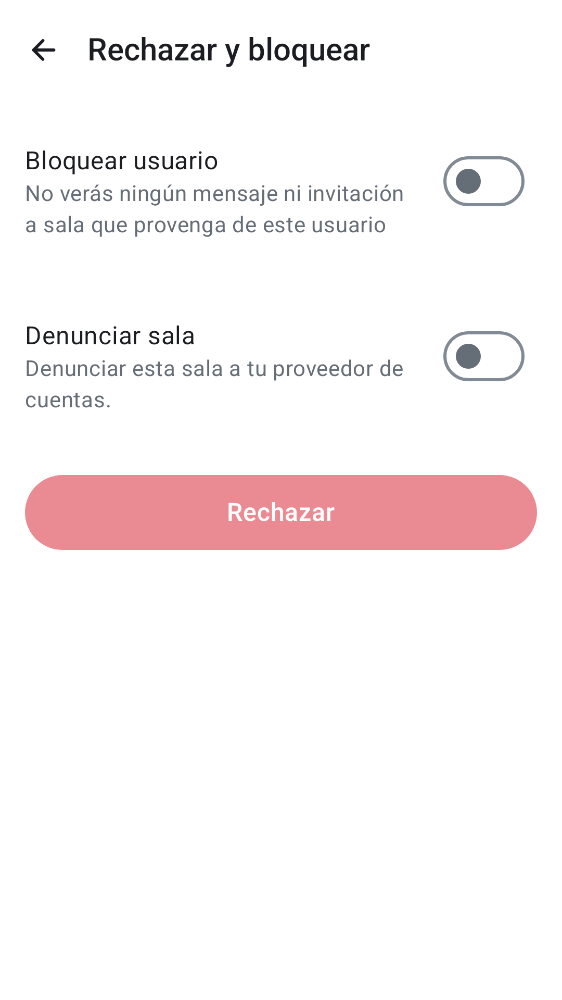 Rechazar y bloquear
Bloquear usuario
No verás ningún mensaje ni invitación
a sala que provenga de este usuario
Denunciar sala
Denunciar esta sala a tu proveedor de
cuentas.
Rechazar